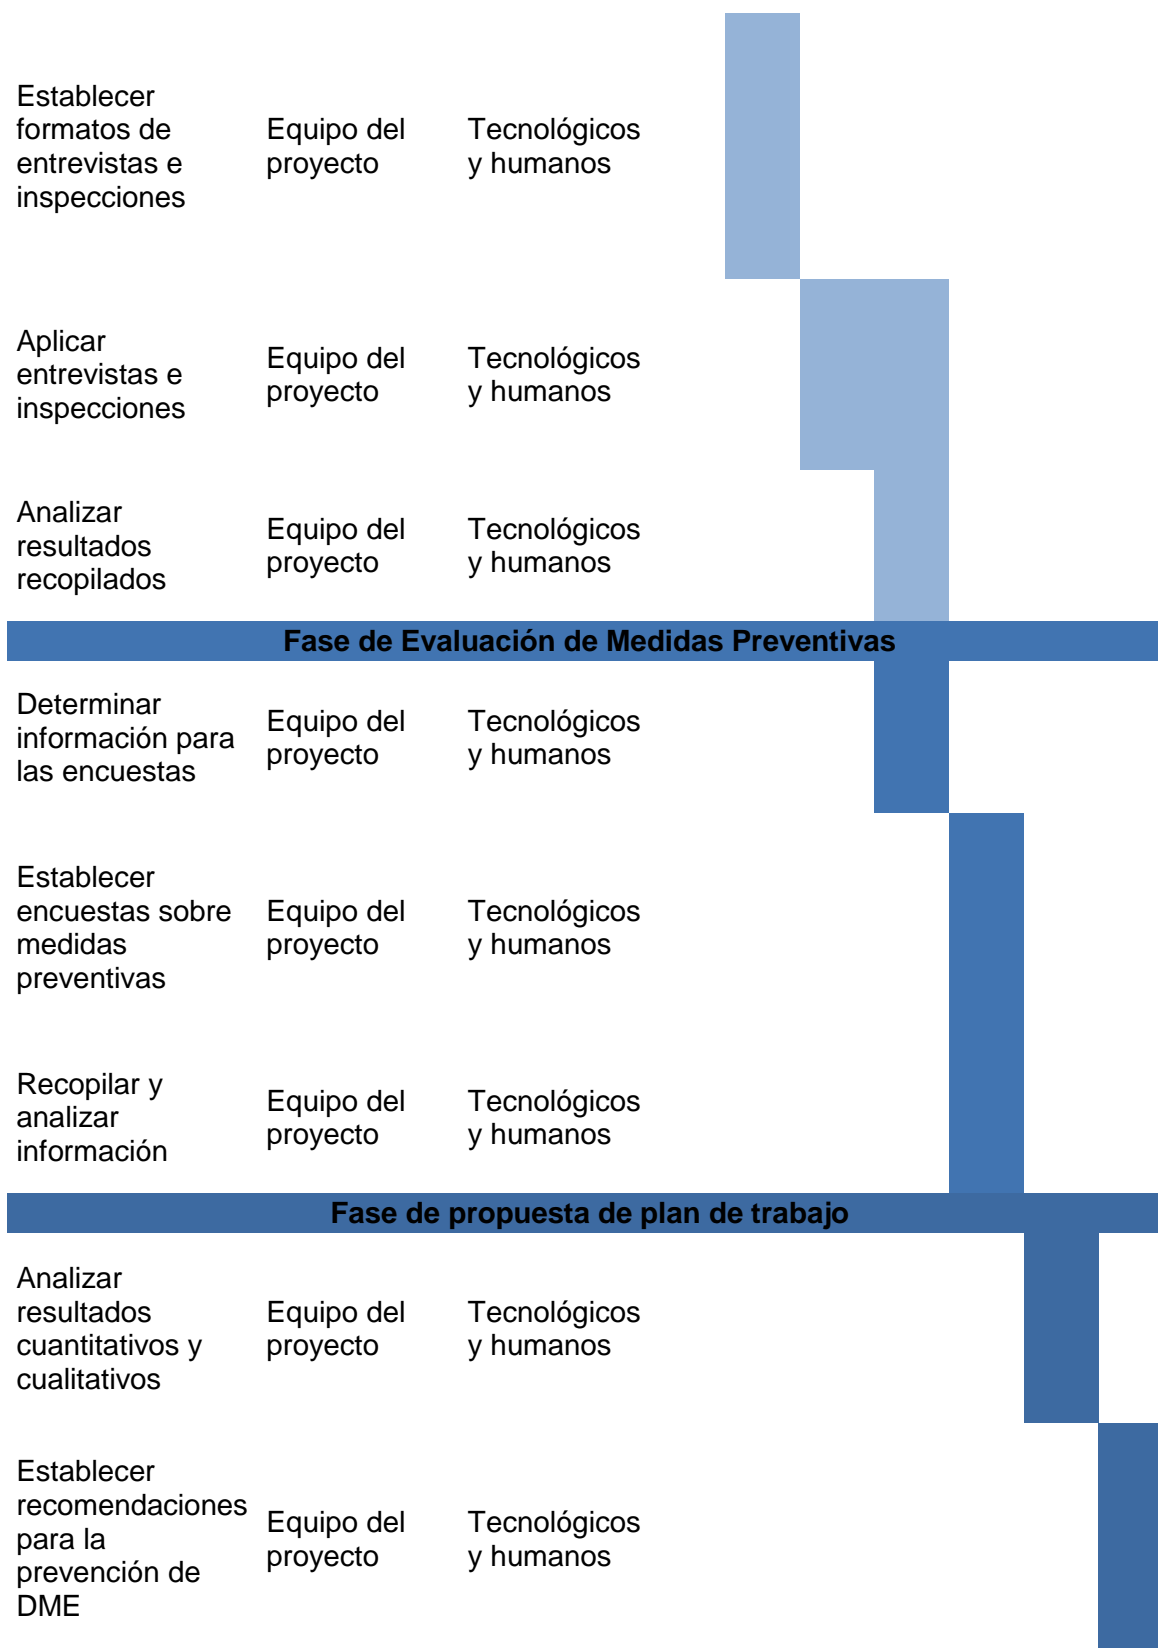 Establecer
formatos de
entrevistas e
inspecciones
Equipo del
proyecto
Tecnológicos
y humanos
Aplicar
entrevistas e
inspecciones
Equipo del
proyecto
Tecnológicos
y humanos
Analizar
resultados
recopilados
Equipo del
proyecto
Tecnológicos
y humanos
Fase de Evaluación de Medidas Preventivas
Determinar
información para
las encuestas
Equipo del
proyecto
Tecnológicos
y humanos
Establecer
encuestas sobre
medidas
preventivas
Equipo del
proyecto
Tecnológicos
y humanos
Recopilar y
analizar
información
Equipo del
proyecto
Tecnológicos
y humanos
Fase de propuesta de plan de trabajo
Analizar
resultados
cuantitativos y
cualitativos
Equipo del
proyecto
Tecnológicos
y humanos
Establecer
recomendaciones
para la
prevención de
DME
Equipo del
proyecto
Tecnológicos
y humanos